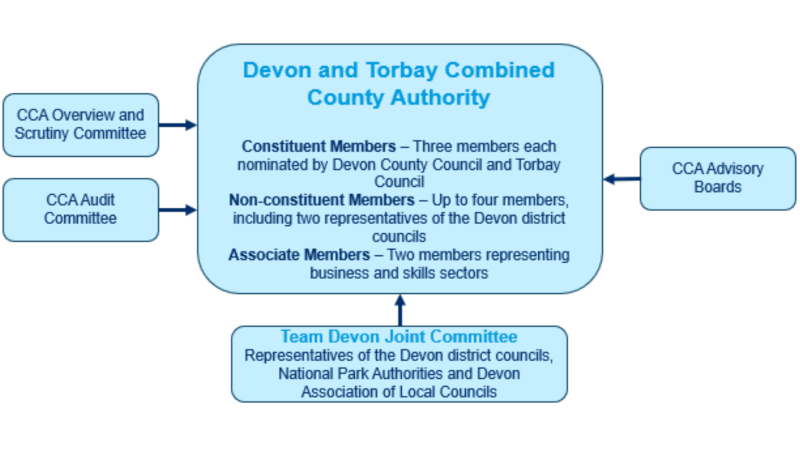 Devon and Torbay Combined
County Authority
CCA Overview and
Scrutiny Committee
CCA Audit
Committee
Constituent Members – Three members each
nominated by Devon County Council and Torbay
Council
Non-constituent Members – Up to four members,
including two representatives of the Devon district
councils
Associate Members – Two members representing
business and skills sectors
CCA Advisory
Boards
Team Devon Joint Committee
Representatives of the Devon district councils,
National Park Authorities and Devon
Association of Local Councils